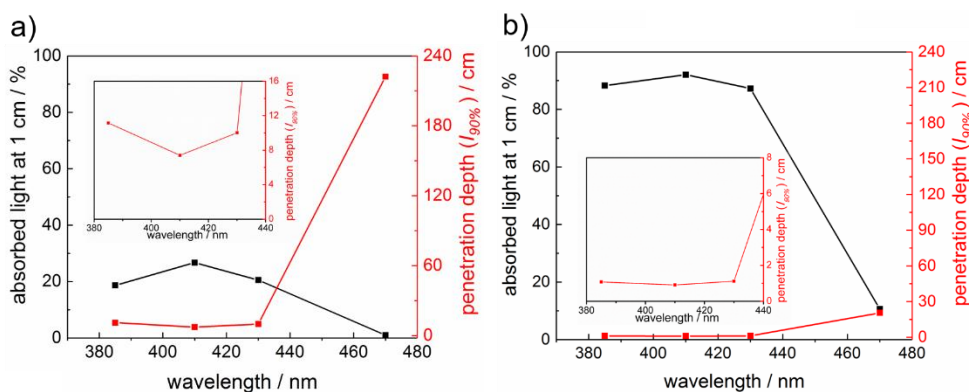 a)
absorbed light at 1 cm / %
100
80
60
40
20
0
380 400 420 440 460 480
wavelength / nm
240
180
120
60
0
penetration depth (I90%) / cm
16
12
8
4
0
380 400 420 440
wavelength / nm
penetration depth (I90%) / cm
b)
absorbed light at 1 cm / %
100
80
60
40
20
0
380 400 420 440 460 480
wavelength / nm
240
210
180
150
120
90
60
30
0
penetration depth (I90%) / cm
8
6
4
2
0
380 400 420 440
wavelength / nm
penetration depth (I90%) / cm